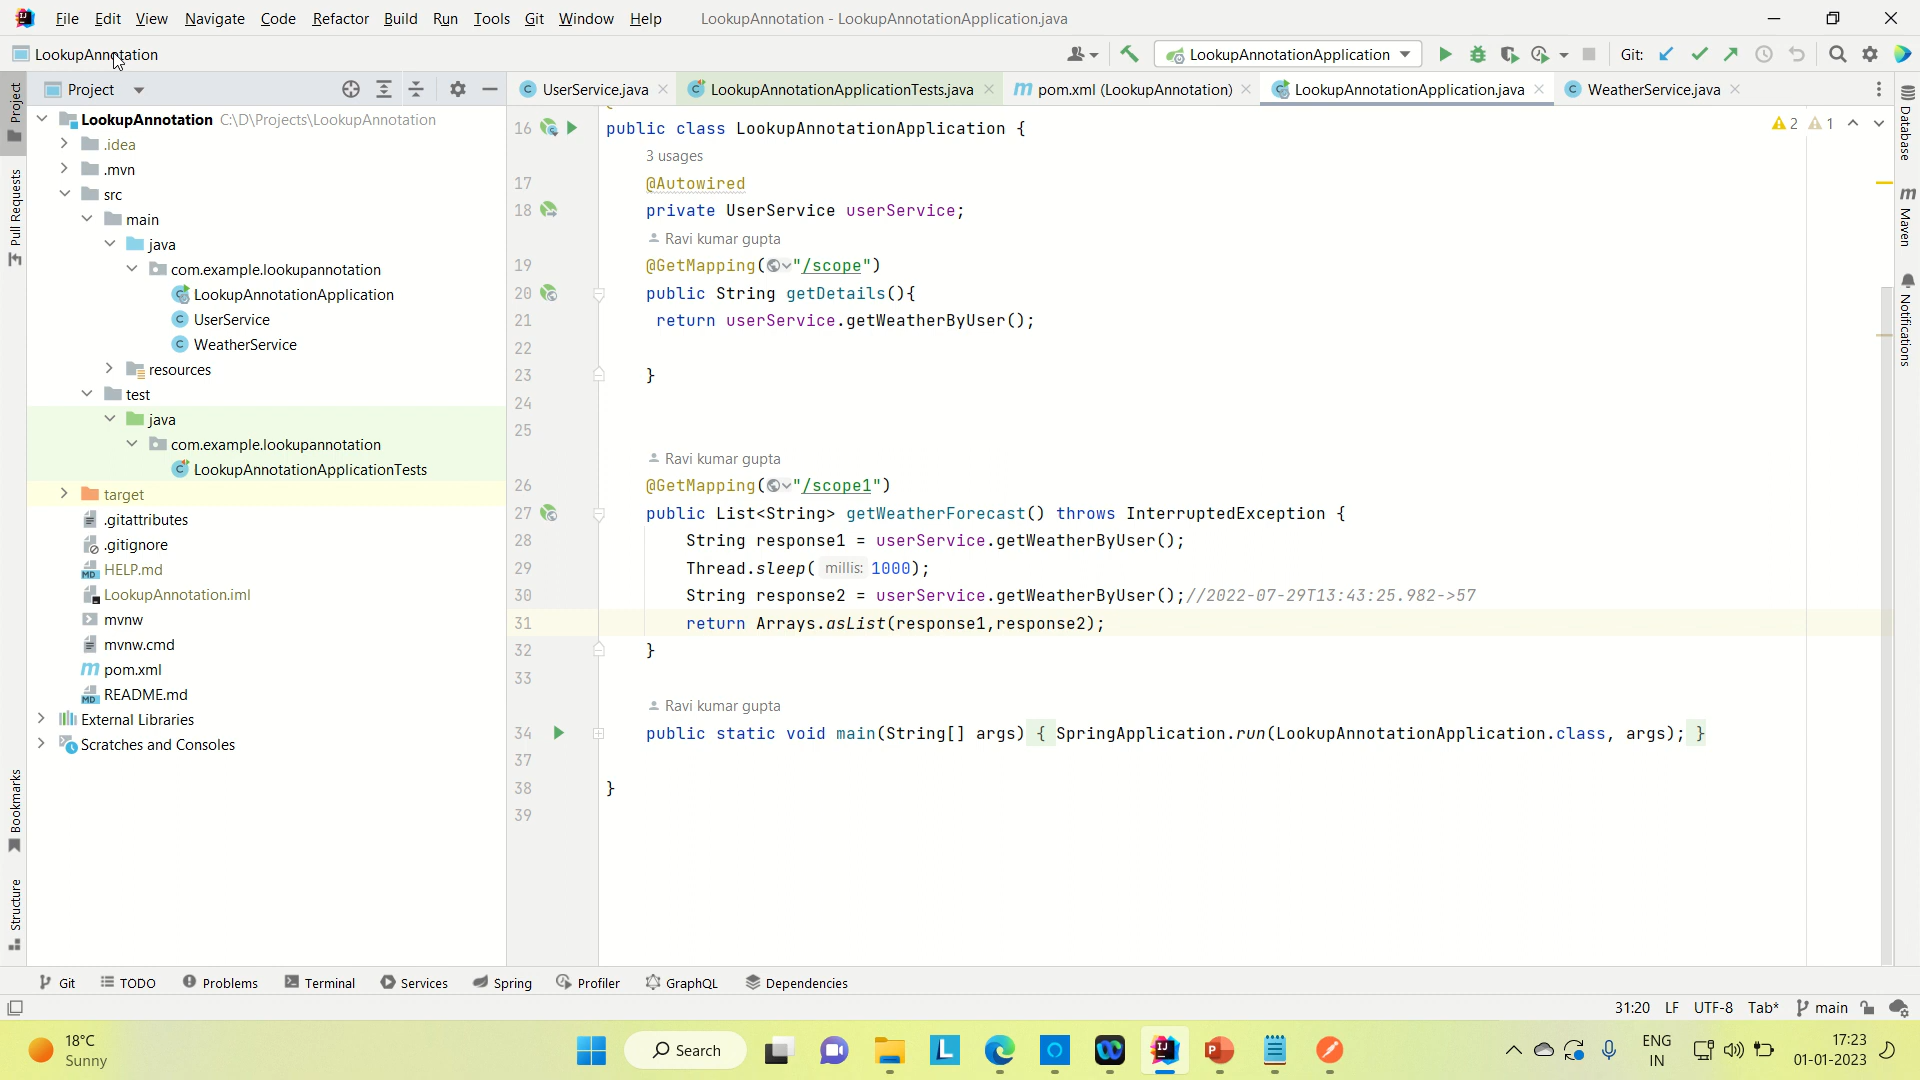 File Edit View Navigate Code Refactor Build Run Tools Git Window Help LookupAnnotation - LookupAnnotationApplication.java
LookupAnnotation
LookupAnnotationApplication
Git:
Project
UserService.java
LookupAnnotationApplicationTests.java
pom.xml (LookupAnnotation)
LookupAnnotationApplication.java
WeatherService.java
Project
Pull Requests
Bookmarks
Structure
LookupAnnotation C:\D\Projects\LookupAnnotation
.idea
.mvn
src
main
java
com.example.lookupannotation
LookupAnnotationApplication
UserService
WeatherService
resources
test
java
com.example.lookupannotation
LookupAnnotationApplicationTests
target
.gitattributes
.gitignore
HELP.md
LookupAnnotation.iml
mvnw
mvnw.cmd
pom.xml
README.md
External Libraries
Scratches and Consoles
2 1
16 public class LookupAnnotationApplication {
3 usages
17 @Autowired
18 private UserService userService;
Ravi kumar gupta
19 @GetMapping("/scope")
20 public String getDetails(){
21 return userService.getWeatherByUser();
22
23 }
24
25
Ravi kumar gupta
26 @GetMapping("/scope1")
27 public List<String> getWeatherForecast() throws InterruptedException {
28 String response1 = userService.getWeatherByUser();
29 Thread.sleep( millis: 1000);
30 String response2 = userService.getWeatherByUser();//2022-07-29T13:43:25.982->57
31 return Arrays.asList(response1,response2);
32 }
33
Ravi kumar gupta
34 public static void main(String[] args) { SpringApplication.run(LookupAnnotationApplication.class, args); }
37
38 }
39
Database
Maven
Notifications
Git TODO Problems Terminal Services Spring Profiler GraphQL Dependencies
31:20 LF UTF-8 Tab* main
18°C
Sunny
Search
ENG
IN
17:23
01-01-2023